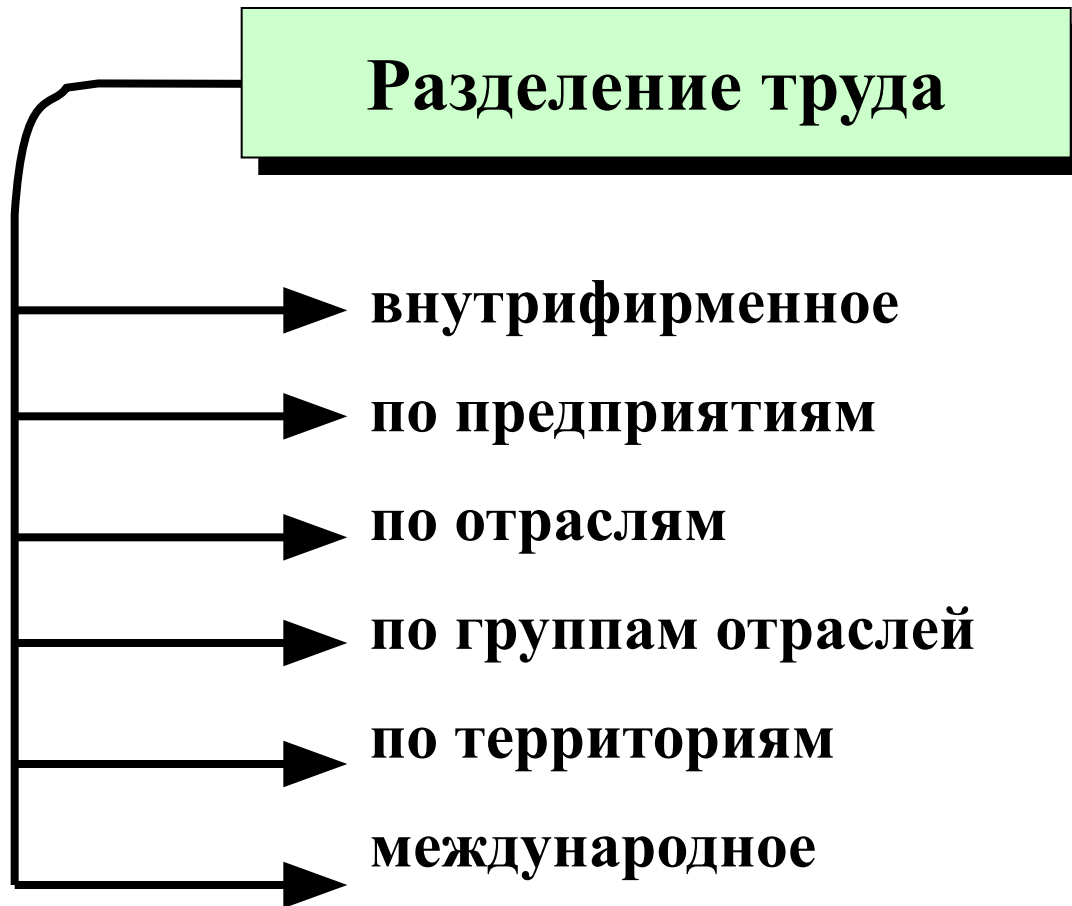 Разделение труда
внутрифирменное
по предприятиям
по отраслям
по группам отраслей
по территориям
международное